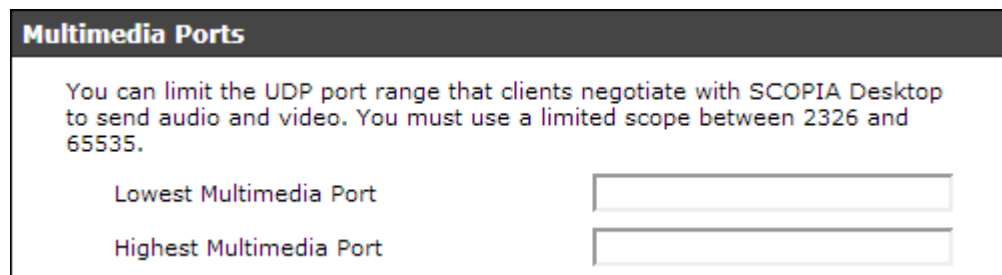 Multimedia Ports
You can limit the UDP port range that clients negotiate with SCOPIA Desktop
to send audio and video. You must use a limited scope between 2326 and
65535.
Lowest Multimedia Port
Highest Multimedia Port